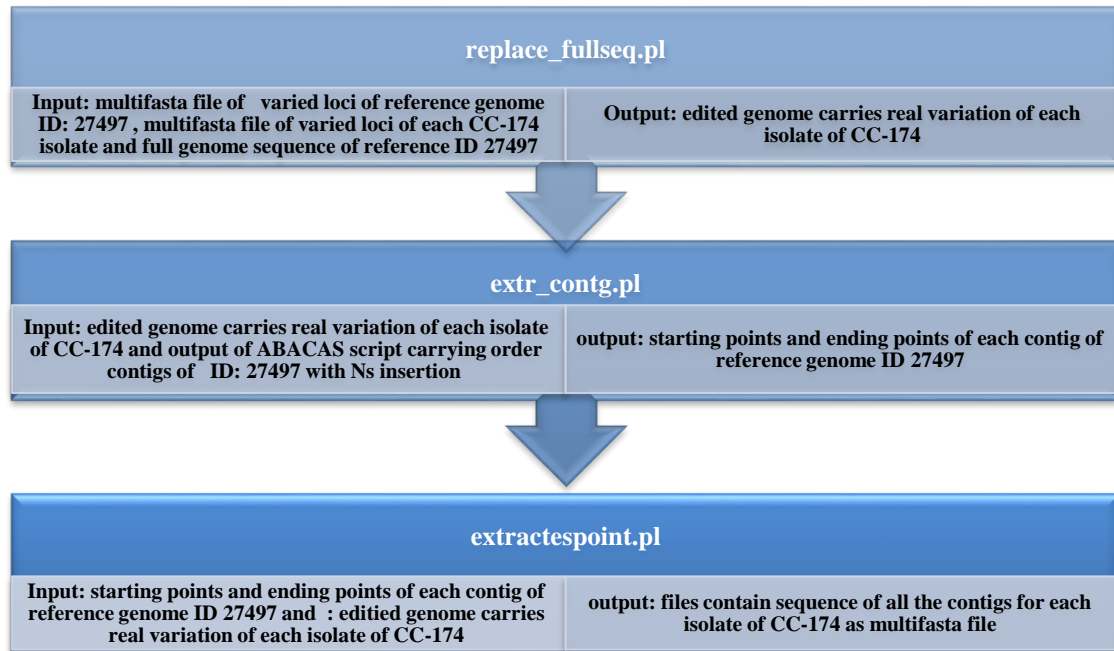 replace_fullseq.pl
Input: multifasta file of varied loci of reference genome
ID: 27497 , multifasta file of varied loci of each CC-174
isolate and full genome sequence of reference ID 27497
Output: edited genome carries real variation of each
isolate of CC-174
extr_contg.pl
Input: edited genome carries real variation of each isolate
of CC-174 and output of ABACAS script carrying order
contigs of ID: 27497 with Ns insertion
output: starting points and ending points of each contig of
reference genome ID 27497
extractespoint.pl
Input: starting points and ending points of each contig of
reference genome ID 27497 and : editied genome carries
real variation of each isolate of CC-174
output: files contain sequence of all the contigs for each
isolate of CC-174 as multifasta file